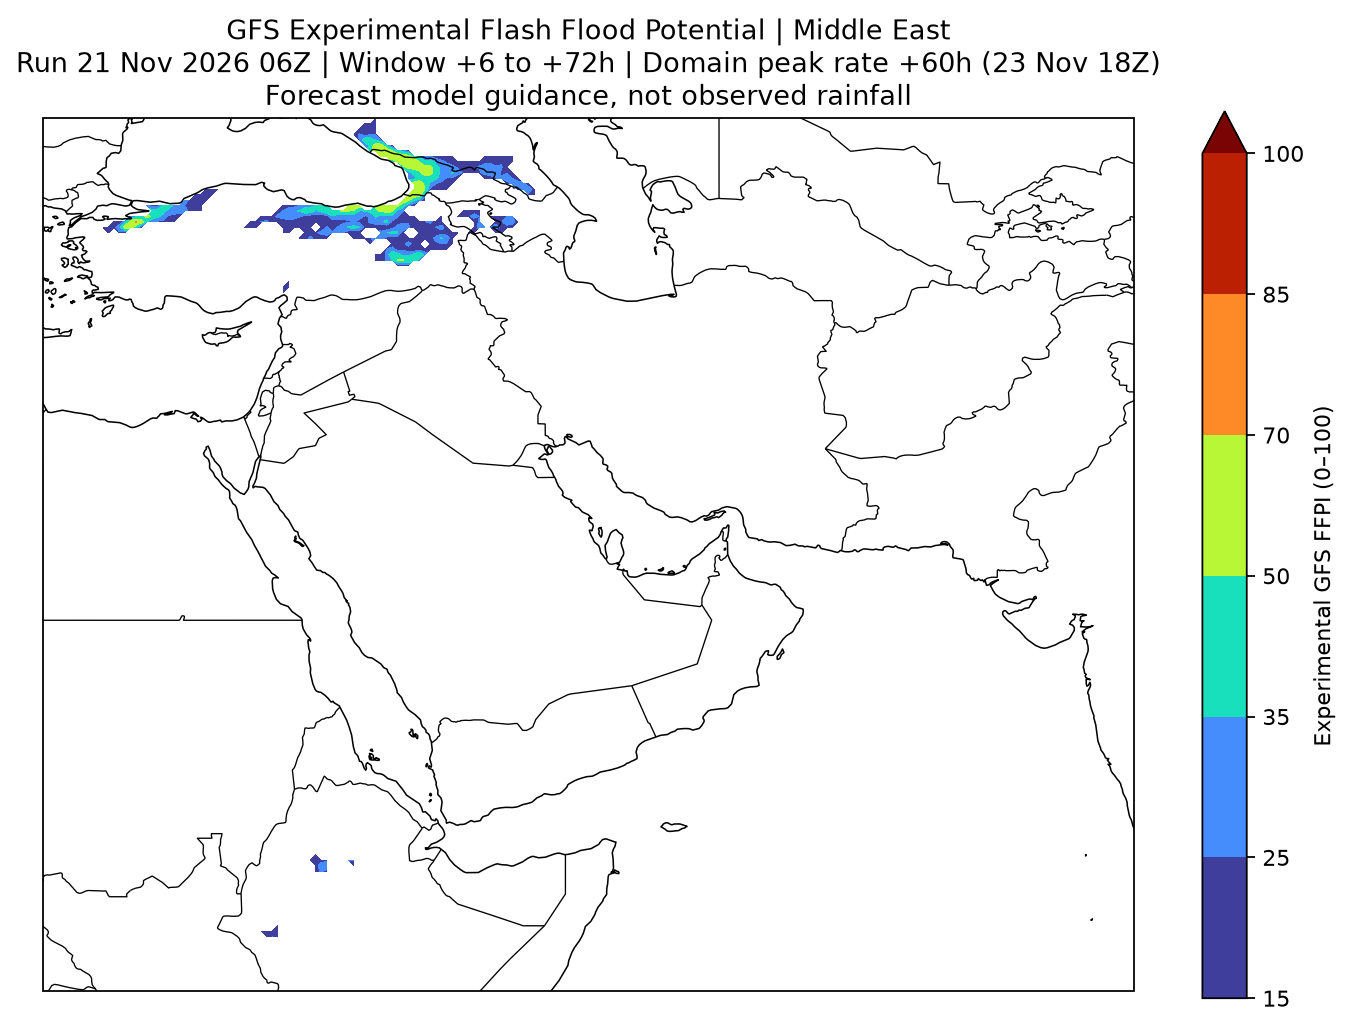 GFS Experimental Flash Flood Potential | Middle East
Run 21 Nov 2026 06Z | Window +6 to +72h | Domain peak rate +60h (23 Nov 18Z)
Forecast model guidance, not observed rainfall
100
85
70
50
35
25
15
Experimental GFS FFPI (0–100)